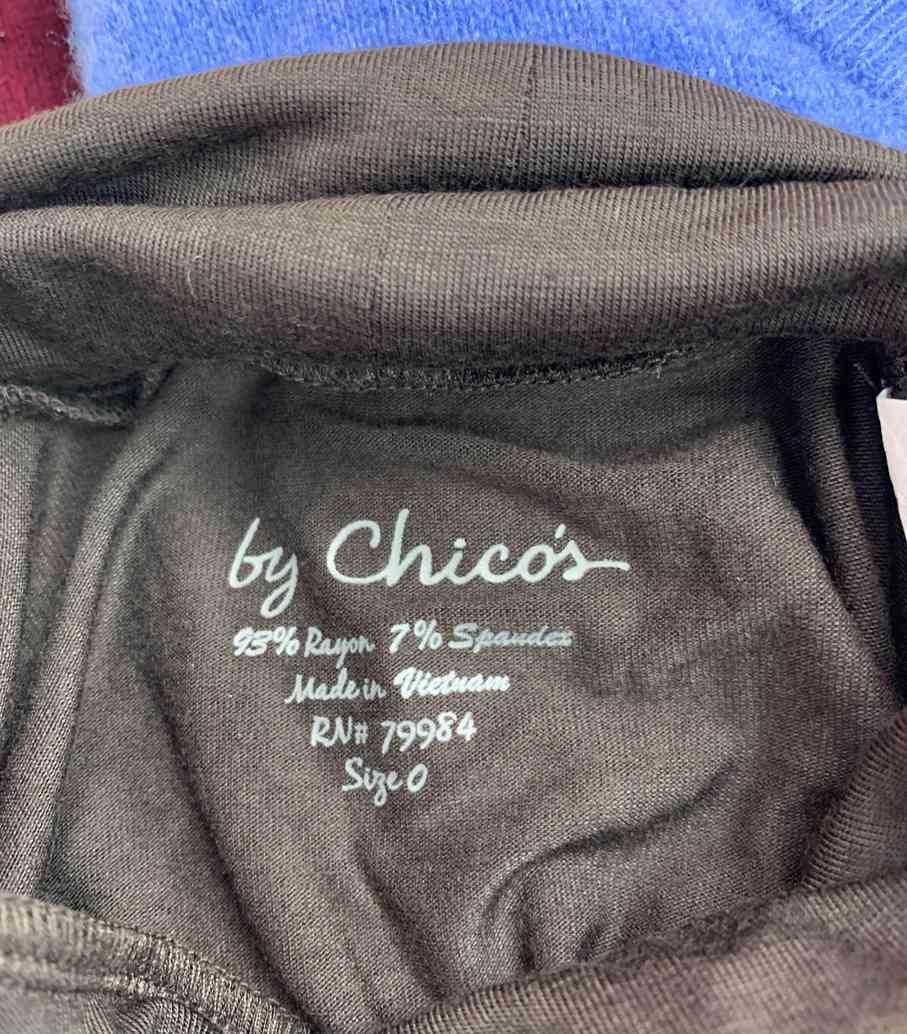 by Chico's
93% Rayon 7% Spandex
Made in Vietnam
RN# 79984
Size 0